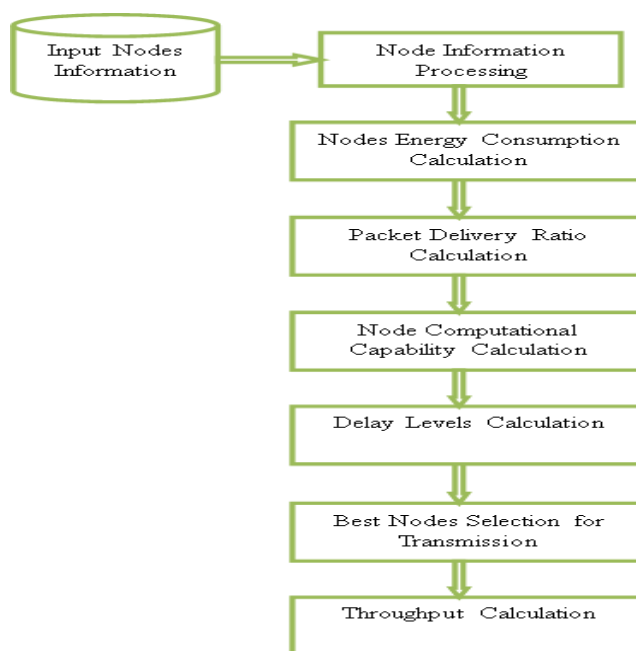 Input Nodes
Information
Node Information
Processing
Nodes Energy Consumption
Calculation
Packet Delivery Ratio
Calculation
Node Computational
Capability Calculation
Delay Levels Calculation
Best Nodes Selection for
Transmission
Throughput Calculation